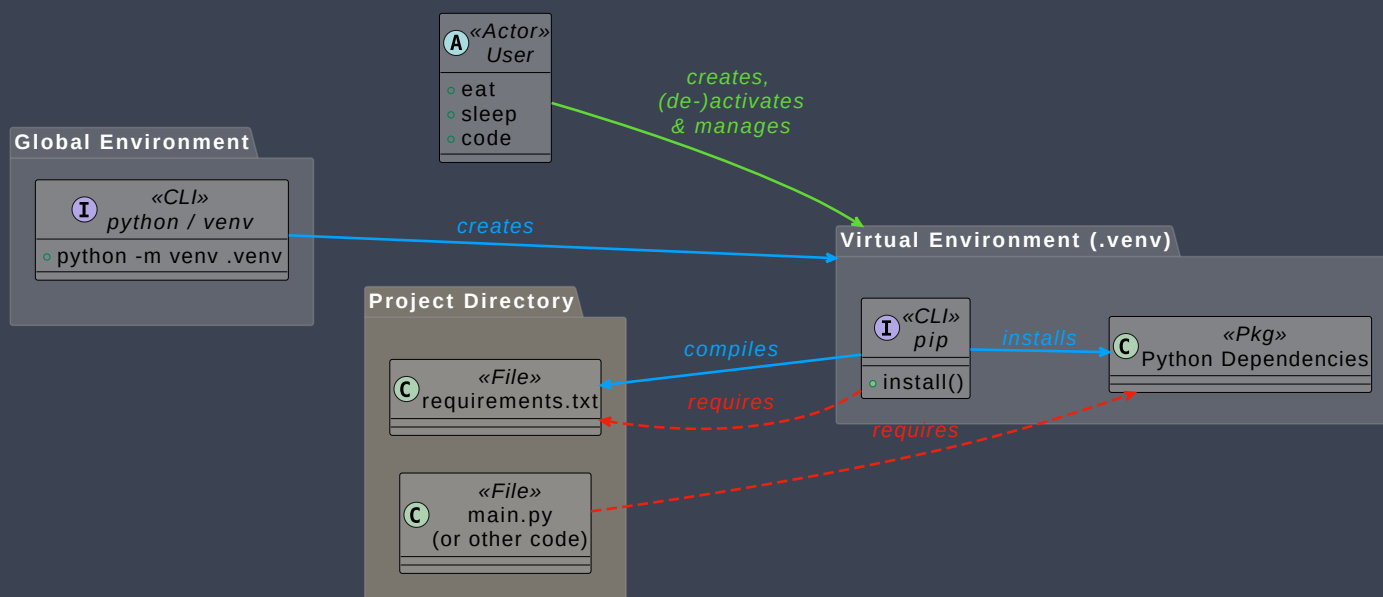 «Actor»
A
User
eat
sleep
code
creates,
(de-)activates
& manages
Global Environment
«CLI»
I
python / venv
python -m venv .venv
creates
Virtual Environment (.venv)
Project Directory
«CLI»
I
pip
install()
installs
«Pkg»
C
Python Dependencies
compiles
requires
requires
«File»
C
requirements.txt
«File»
C
main.py
(or other code)